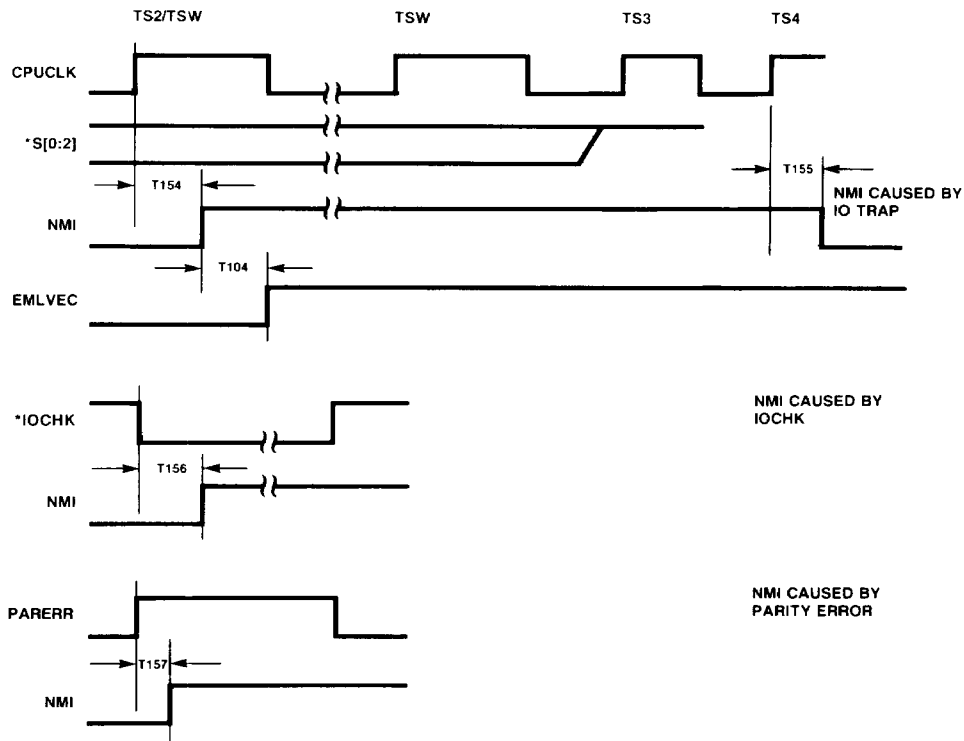 TS2/TSW TSW TS3 TS4
CPUCLK
*S[0:2]
T154 T155
NMI CAUSED BY
IO TRAP
NMI
T104
EMLVEC
*IOCHK
NMI CAUSED BY
IOCHK
T156
NMI
PARERR
NMI CAUSED BY
PARITY ERROR
T157
NMI